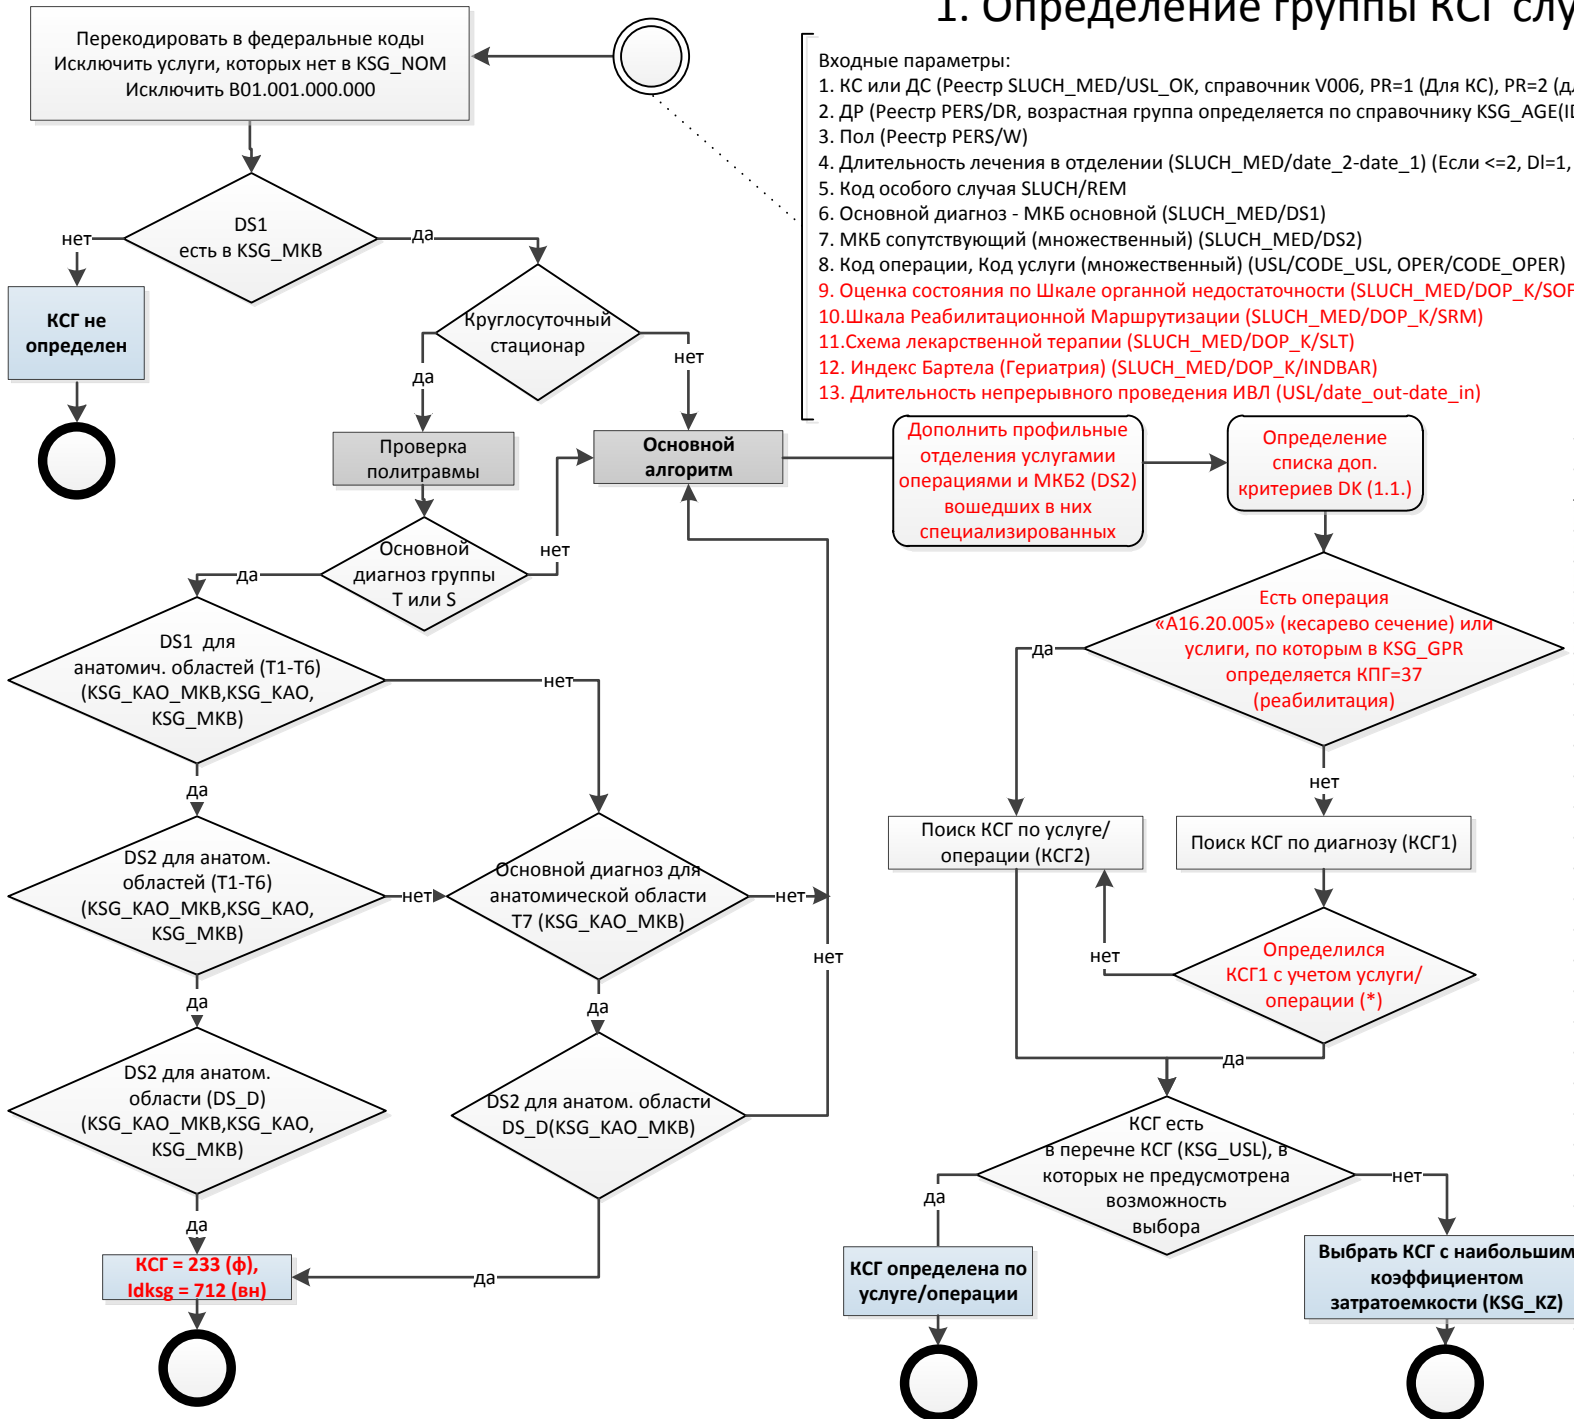 1. Определение группы КСГ слу
Перекодировать в федеральные коды
Исключить услуги, которых нет в KSG_NOM
Исключить B01.001.000.000
Входные параметры:
1. КС или ДС (Реестр SLUCH_MED/USL_OK, справочник V006, PR=1 (Для КС), PR=2 (д
2. ДР (Реестр PERS/DR, возрастная группа определяется по справочнику KSG_AGE(I
3. Пол (Реестр PERS/W)
4. Длительность лечения в отделении (SLUCH_MED/date_2-date_1) (Если <=2, Dl=1,
5. Код особого случая SLUCH/REM
6. Основной диагноз - МКБ основной (SLUCH_MED/DS1)
7. МКБ сопутствующий (множественный) (SLUCH_MED/DS2)
8. Код операции, Код услуги (множественный) (USL/CODE_USL, OPER/CODE_OPER)
9. Оценка состояния по Шкале органной недостаточности (SLUCH_MED/DOP_K/SOF
10.Шкала Реабилитационной Маршрутизации (SLUCH_MED/DOP_K/SRM)
11.Схема лекарственной терапии (SLUCH_MED/DOP_K/SLT)
12. Индекс Бартела (Гериатрия) (SLUCH_MED/DOP_K/INDBAR)
13. Длительность непрерывного проведения ИВЛ (USL/date_out-date_in)
DS1
есть в KSG_MKB
нет
да
КСГ не
определен
Круглосуточный
стационар
да
нет
Проверка
политравмы
Основной
алгоритм
Дополнить профильные
отделения услугамии
операциями и МКБ2 (DS2)
вошедших в них
специализированных
Определение
списка доп.
критериев DK (1.1.)
Основной
диагноз группы
T или S
да
нет
DS1 для
анатомич. областей (T1-T6)
(KSG_KAO_MKB,KSG_KAO,
KSG_MKB)
нет
да
Есть операция
«A16.20.005» (кесарево сечение) или
услиги, по которым в KSG_GPR
определяется КПГ=37
(реабилитация)
да
нет
DS2 для анатом.
областей (T1-T6)
(KSG_KAO_MKB,KSG_KAO,
KSG_MKB)
нет
да
Основной диагноз для
анатомической области
T7 (KSG_KAO_MKB)
нет
да
Поиск КСГ по услуге/
операции (КСГ2)
Поиск КСГ по диагнозу (КСГ1)
Определился
КСГ1 с учетом услуги/
операции (*)
нет
да
DS2 для анатом.
области (DS_D)
(KSG_KAO_MKB,KSG_KAO,
KSG_MKB)
да
DS2 для анатом. области
DS_D(KSG_KAO_MKB)
нет
да
КСГ есть
в перечне КСГ (KSG_USL), в
которых не предусмотрена
возможность
выбора
да
нет
КСГ = 233 (ф),
Idksg = 712 (вн)
КСГ определена по
услуге/операции
Выбрать КСГ с наибольшим
коэффициентом
затратоемкости (KSG_KZ)